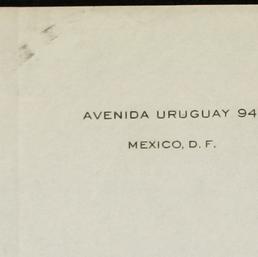 AVENIDA URUGUAY 94
MEXICO, D. F.